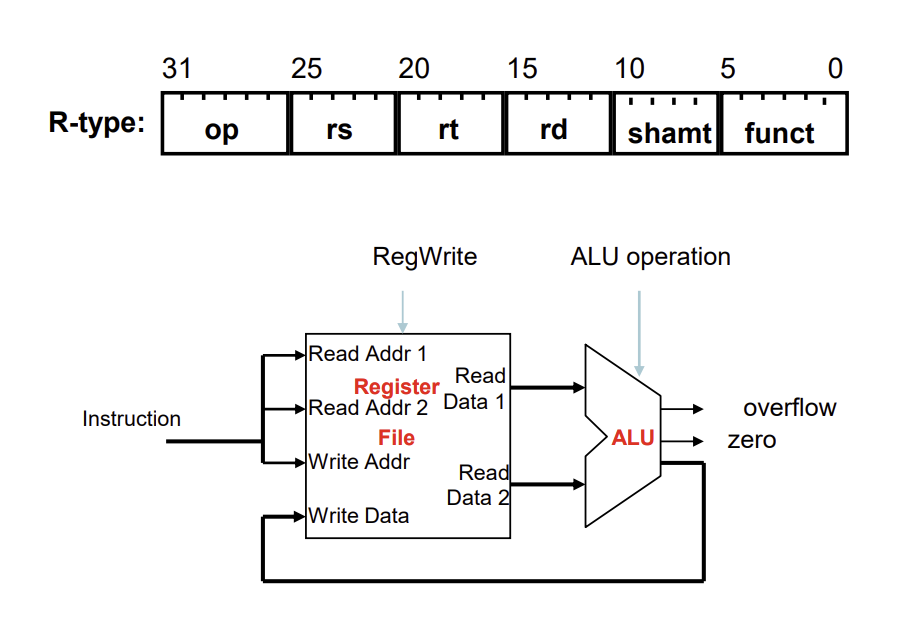 31 25 20 15 10 5 0
R-type: op rs rt rd shamt funct
RegWrite ALU operation
Read Addr 1
Register
Read
Data 1
Read Addr 2
File
Instruction
Write Addr
Read
Data 2
Write Data
ALU
overflow
zero